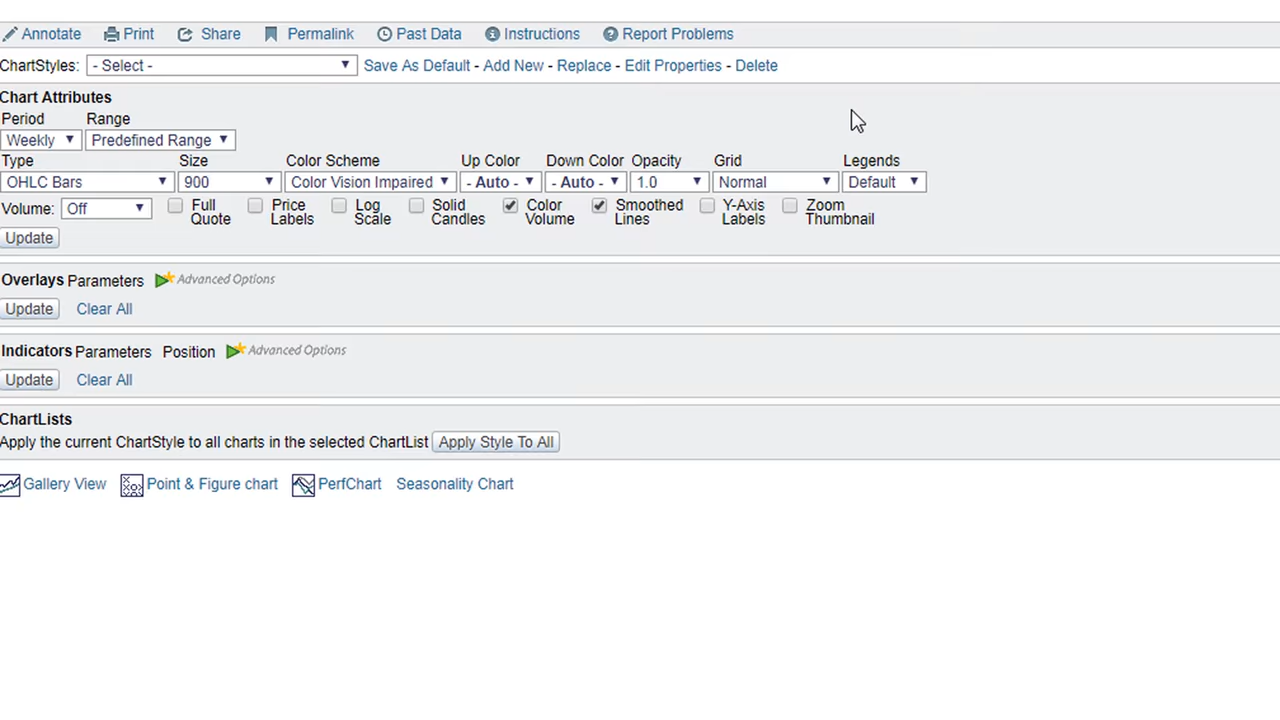 Annotate Print Share Permalink Past Data Instructions Report Problems
ChartStyles: - Select - Save As Default - Add New - Replace - Edit Properties - Delete
Chart Attributes
Period Range
Weekly Predefined Range
Type Size Color Scheme Up Color Down Color Opacity Grid Legends
OHLC Bars 900 Color Vision Impaired - Auto - - Auto - 1.0 Normal Default
Volume: Off Full Quote Price Labels Log Scale Solid Candles Color Volume Smoothed Lines Y-Axis Labels Zoom Thumbnail
Update
Overlays Parameters Advanced Options
Update Clear All
Indicators Parameters Position Advanced Options
Update Clear All
ChartLists
Apply the current ChartStyle to all charts in the selected ChartList Apply Style To All
Gallery View Point & Figure chart PerfChart Seasonality Chart